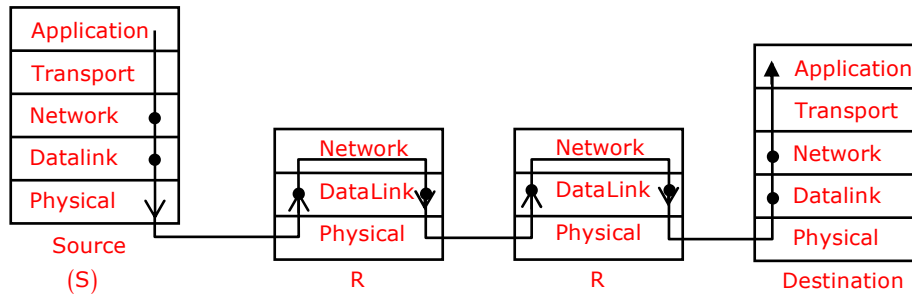 Application
Transport
Network
Datalink
Physical
Source
(S)
Network
DataLink
Physical
R
Network
DataLink
Physical
R
Application
Transport
Network
Datalink
Physical
Destination